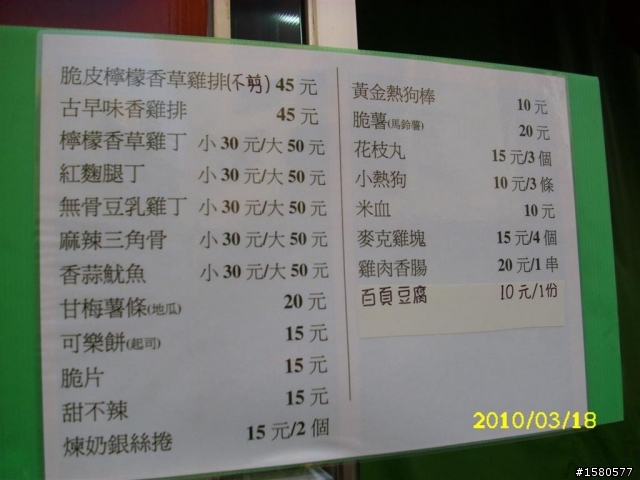 脆皮檸檬香草雞排(不剪) 45 元
古早味香雞排 45 元
檸檬香草雞丁 小 30 元/大 50 元
紅麴腿丁 小 30 元/大 50 元
無骨豆乳雞丁 小 30 元/大 50 元
麻辣三角骨 小 30 元/大 50 元
香蒜魷魚 小 30 元/大 50 元
甘梅薯條(地瓜) 20 元
可樂餅(起司) 15 元
脆片 15 元
甜不辣 15 元
煉奶銀絲捲 15 元/2 個
黃金熱狗棒 10 元
脆薯(馬鈴薯) 20 元
花枝丸 15 元/3 個
小熱狗 10 元/3 條
米血 10 元
麥克雞塊 15 元/4 個
雞肉香腸 20 元/1 串
百頁豆腐 10 元/1份
2010/03/18
#1580577